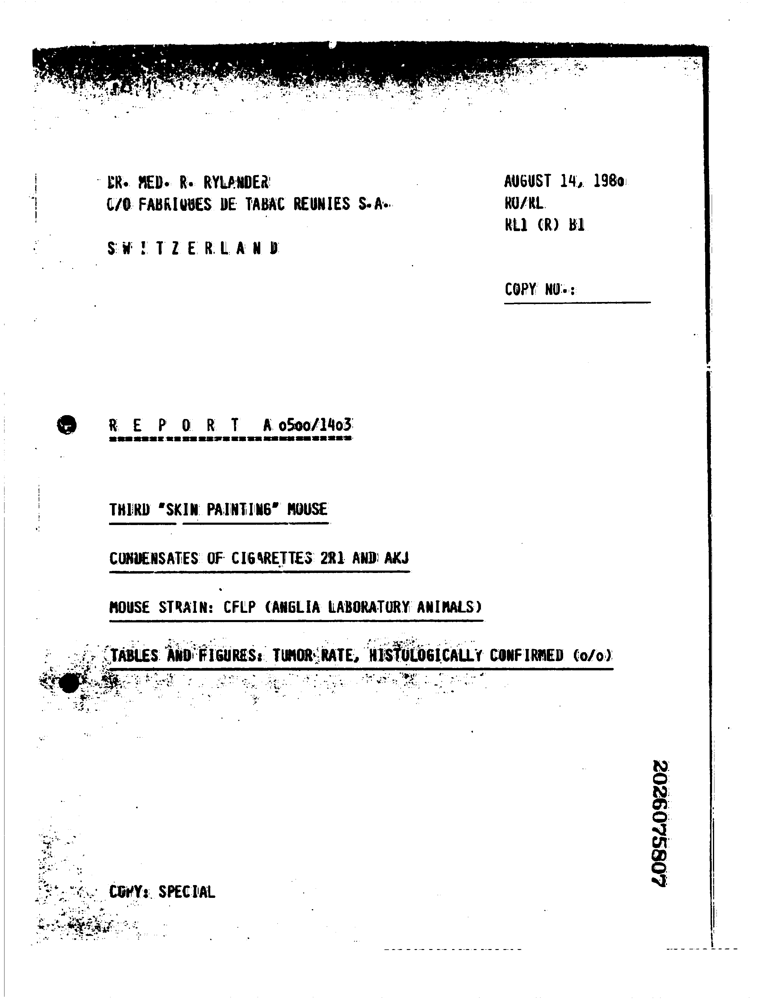 DR. MED. R. RYLANDER
C/O FABRIQUES DE TABAC REUNIES S.A.
S W I T Z E R L A N D
AUGUST 14, 198o
RO/RL
RL1 (R) B1
COPY NO.:
R E P O R T A o5oo/14o3
THIRD "SKIN PAINTING" MOUSE
CONDENSATES OF CIGARETTES 2R1 AND AKJ
MOUSE STRAIN: CFLP (ANGLIA LABORATORY ANIMALS)
TABLES AND FIGURES: TUMOR RATE, HISTOLOGICALLY CONFIRMED (o/o)
2026075807
COPY: SPECIAL